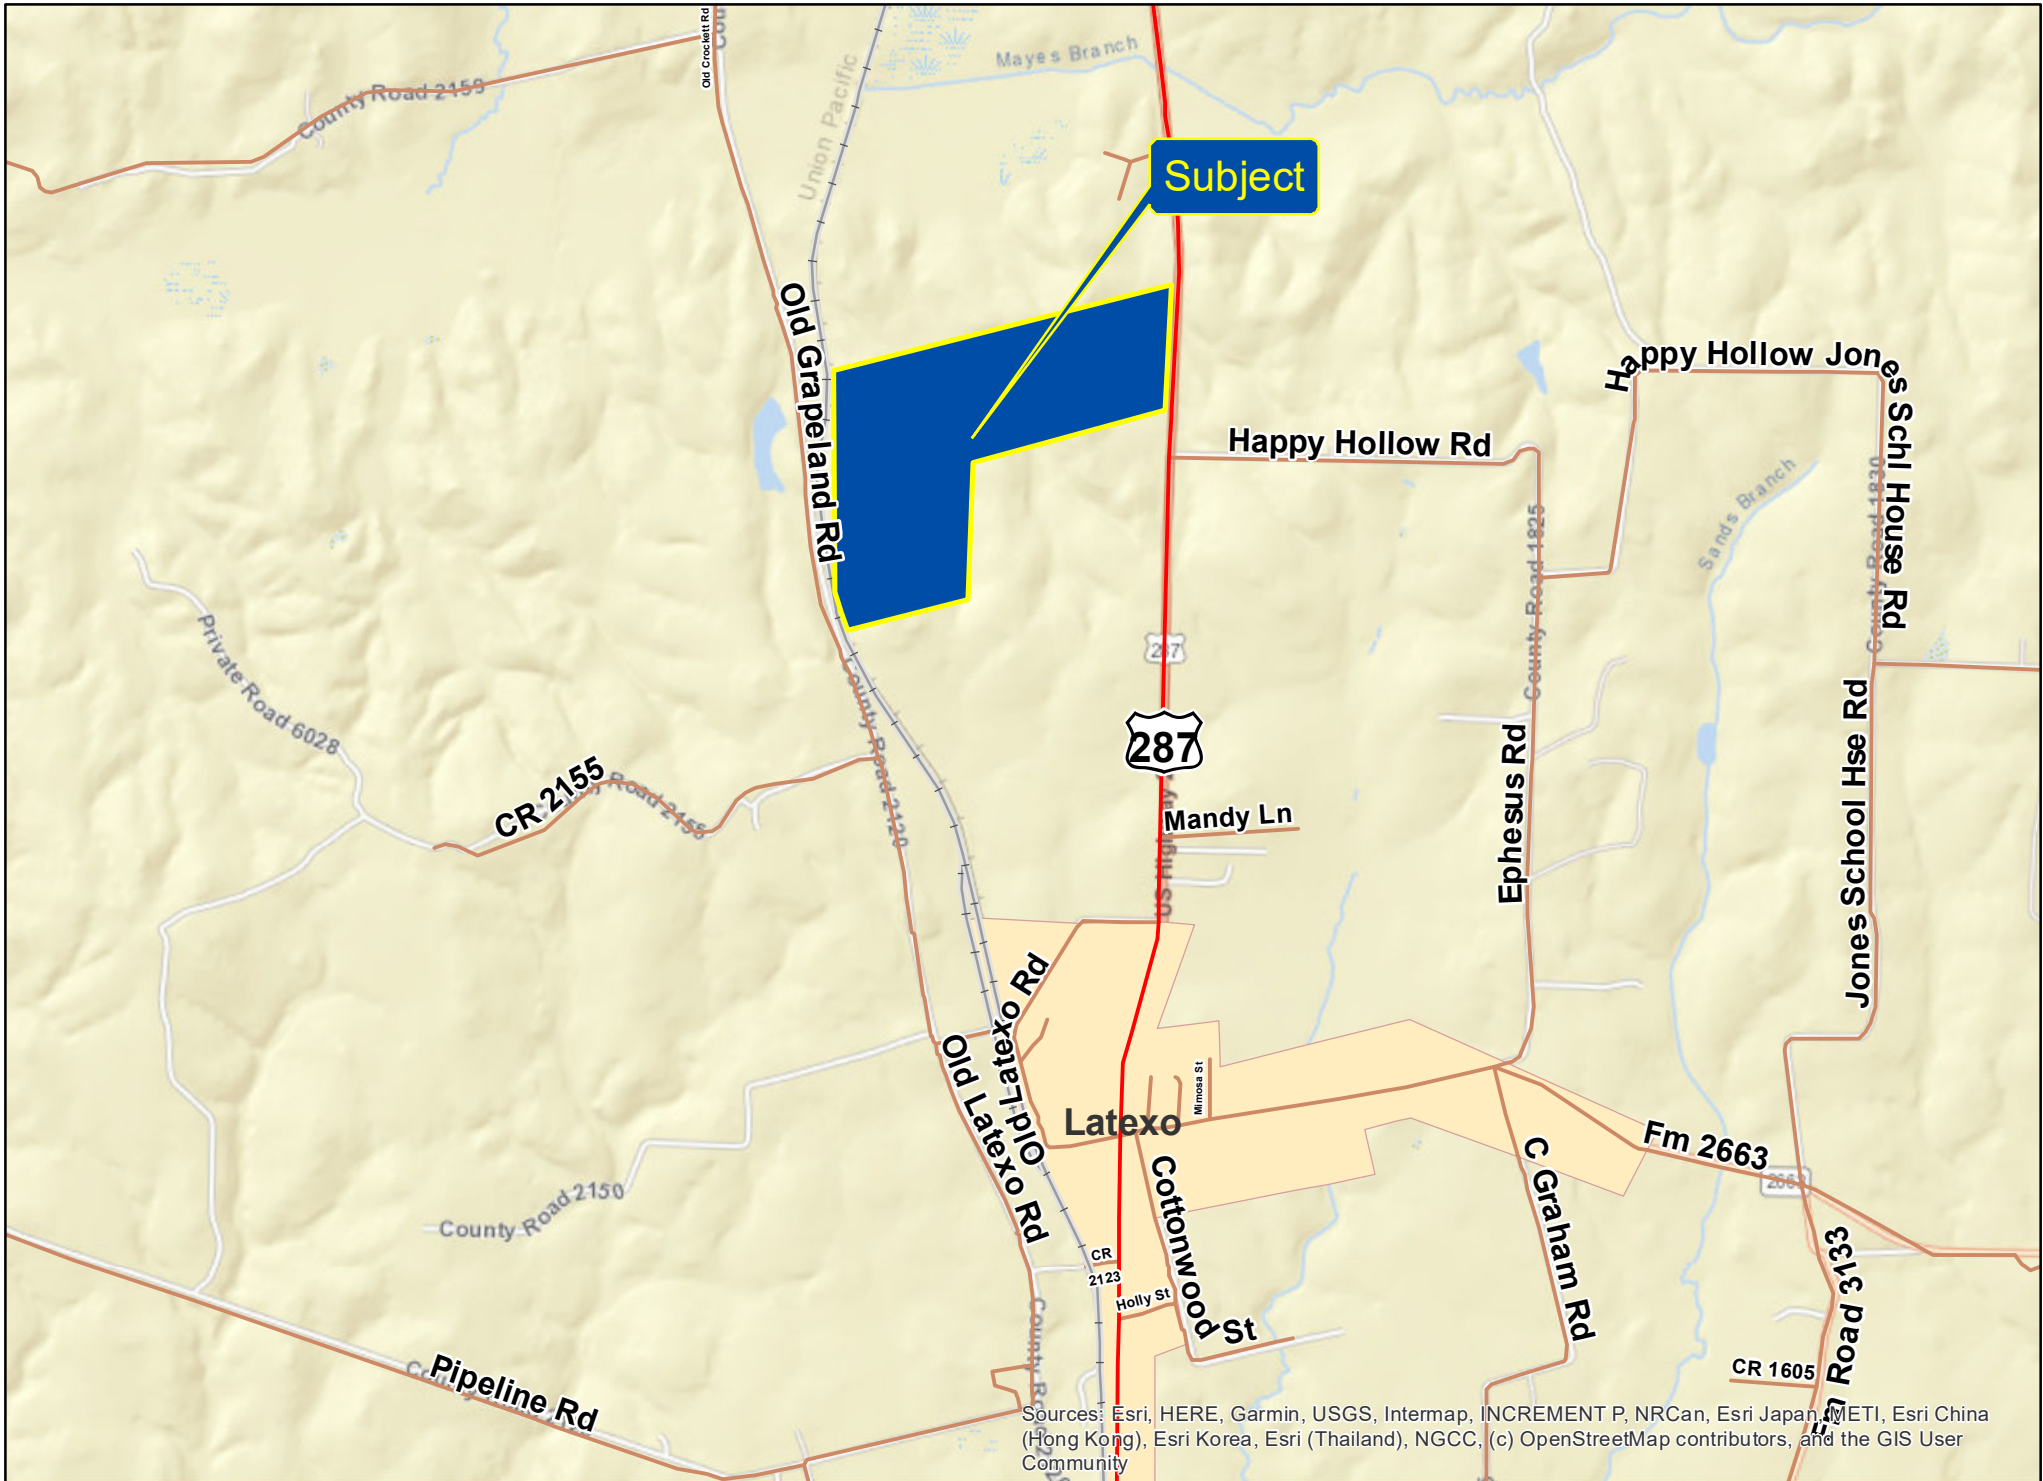 Old Crockett Rd
Mayes Branch
County Road 2159
Union Pacific
Subject
Old Grapeland Rd
Happy Hollow Jones Schl House Rd
Happy Hollow Rd
Sands Branch
County Road 1825
County Road 1830
Private Road 6028
287
County Road 2120
287
CR 2155
County Road 2155
Mandy Ln
US Highway
Ephesus Rd
Jones School Hse Rd
Old Latexo Rd
Old Latexo Rd
Mimosa St
Latexo
Fm 2663
2663
C Graham Rd
Cottonwood St
County Road 2150
CR
2123
Holly St
Fm Road 3133
CR 1605
Pipeline Rd
Sources: Esri, HERE, Garmin, USGS, Intermap, INCREMENT P, NRCan, Esri Japan, METI, Esri China
(Hong Kong), Esri Korea, Esri (Thailand), NGCC, (c) OpenStreetMap contributors, and the GIS User
Community